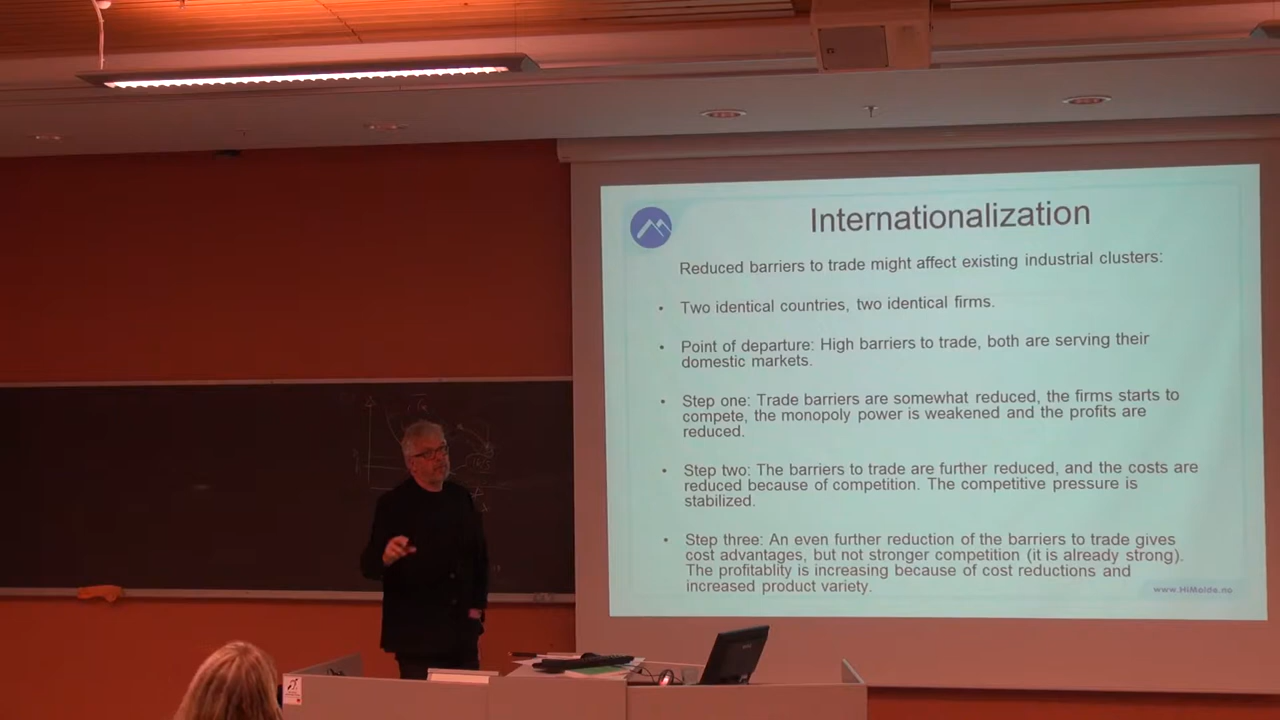 Internationalization
Reduced barriers to trade might affect existing industrial clusters:
• Two identical countries, two identical firms.
• Point of departure: High barriers to trade, both are serving their
domestic markets.
• Step one: Trade barriers are somewhat reduced, the firms starts to
compete, the monopoly power is weakened and the profits are
reduced.
• Step two: The barriers to trade are further reduced, and the costs are
reduced because of competition. The competitive pressure is
stabilized.
• Step three: An even further reduction of the barriers to trade gives
cost advantages, but not stronger competition (it is already strong).
The profitablity is increasing because of cost reductions and
increased product variety.
www.HiMolde.no